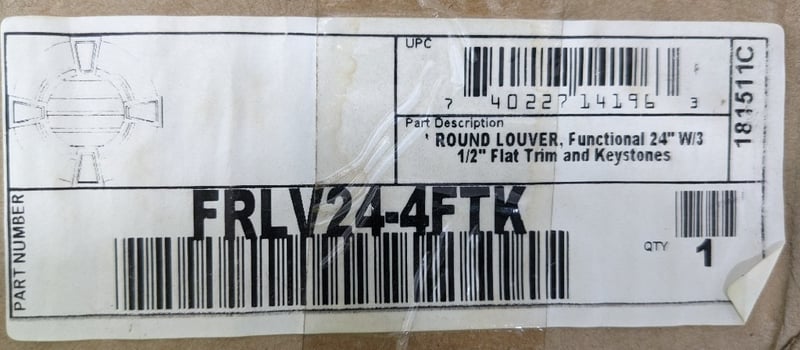 UPC
7 40227 14196 3
181511C
Part Description
ROUND LOUVER, Functional 24" W/3
1/2" Flat Trim and Keystones
PART NUMBER
FRLV24-4FTK
QTY 1